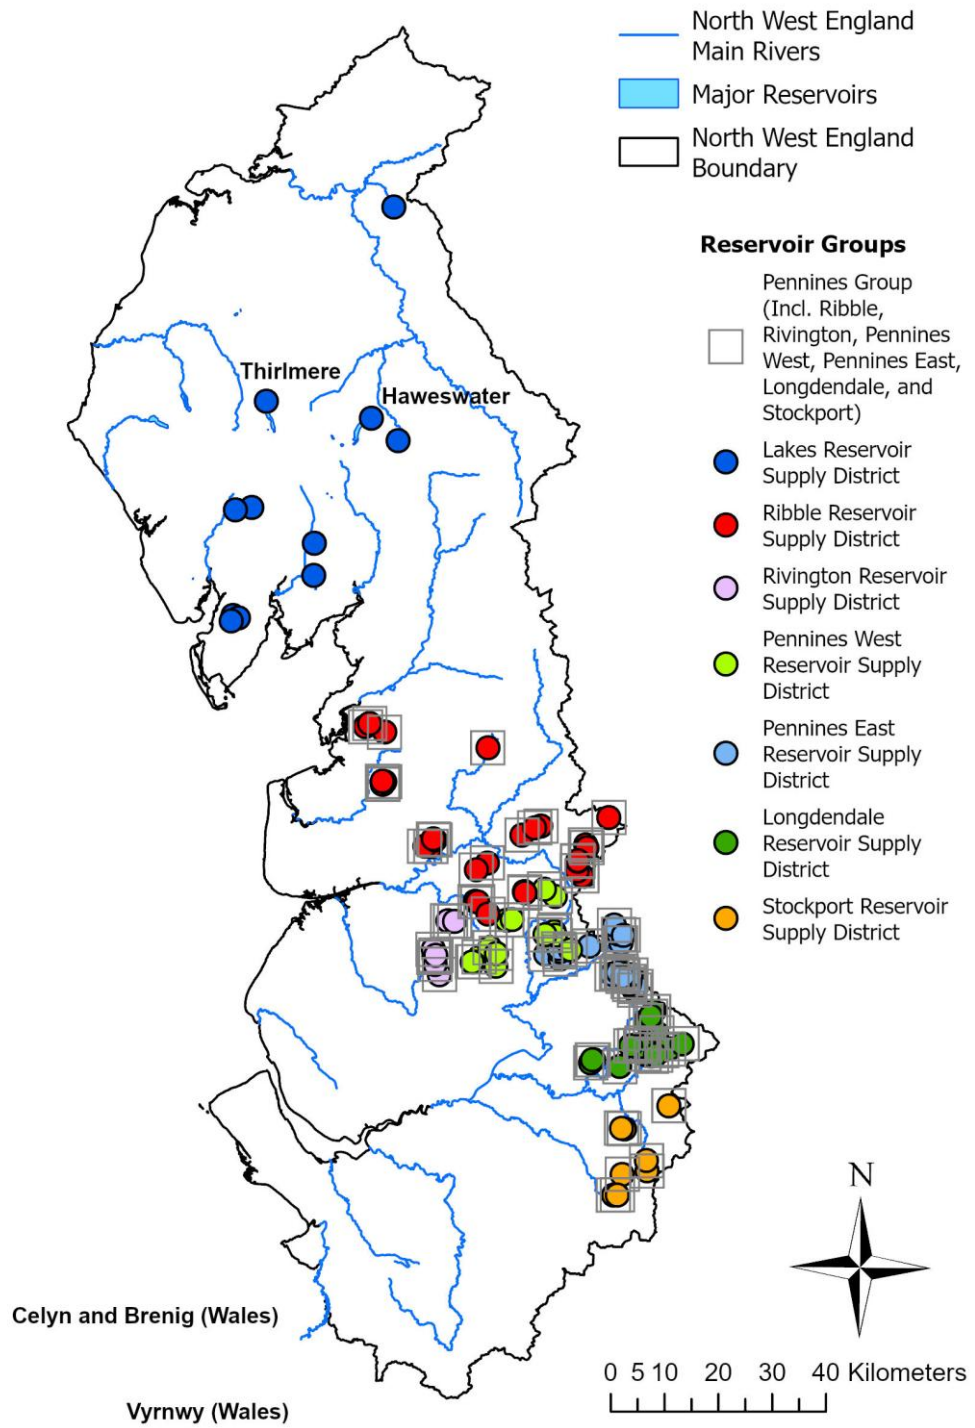 North West England
Main Rivers
Major Reservoirs
North West England
Boundary
Reservoir Groups
Pennines Group
(Incl. Ribble,
Rivington, Pennines
West, Pennines East,
Longdendale, and
Stockport)
Lakes Reservoir
Supply District
Ribble Reservoir
Supply District
Rivington Reservoir
Supply District
Pennines West
Reservoir Supply
District
Pennines East
Reservoir Supply
District
Longdendale
Reservoir Supply
District
Stockport Reservoir
Supply District
Thirlmere
Haweswater
Celyn and Brenig (Wales)
Vyrnwy (Wales)
N
0 5 10 20 30 40 Kilometers